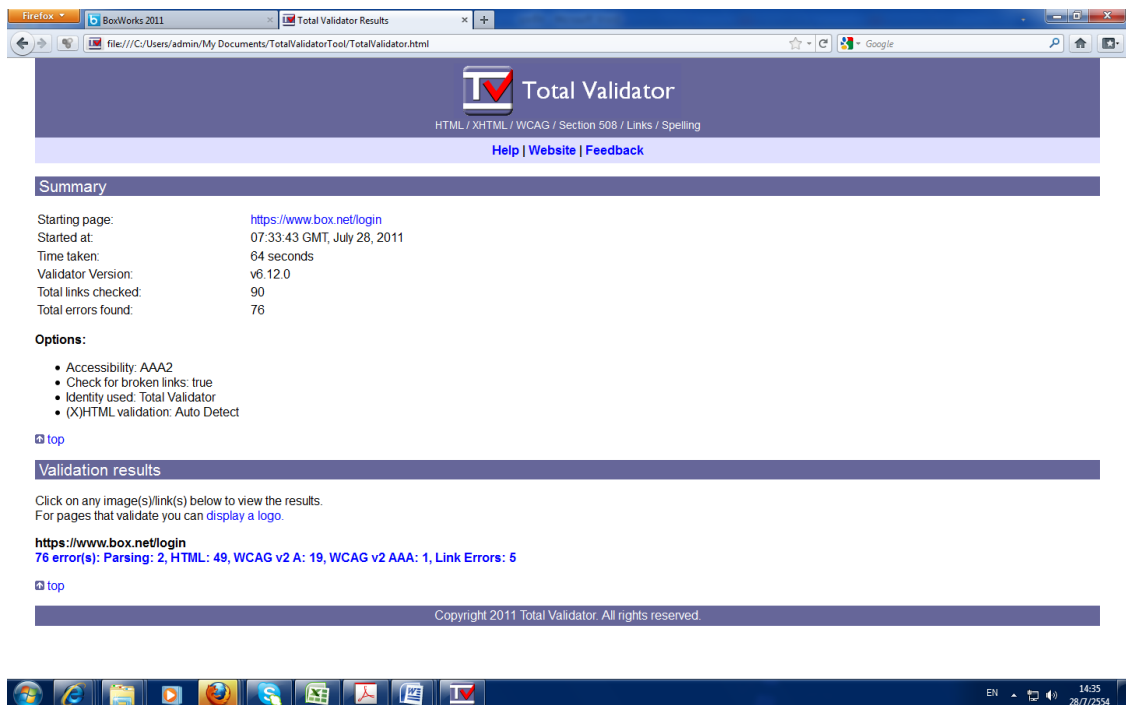 Firefox
BoxWorks 2011
Total Validator Results
file:///C:/Users/admin/My Documents/TotalValidatorTool/TotalValidator.html
Google
Total Validator
HTML / XHTML / WCAG / Section 508 / Links / Spelling
Help | Website | Feedback
Summary
Starting page: https://www.box.net/login
Started at: 07:33:43 GMT, July 28, 2011
Time taken: 64 seconds
Validator Version: v6.12.0
Total links checked: 90
Total errors found: 76
Options:
Accessibility: AAA2
Check for broken links: true
Identity used: Total Validator
(X)HTML validation: Auto Detect
top
Validation results
Click on any image(s)/link(s) below to view the results.
For pages that validate you can display a logo.
https://www.box.net/login
76 error(s): Parsing: 2, HTML: 49, WCAG v2 A: 19, WCAG v2 AAA: 1, Link Errors: 5
top
Copyright 2011 Total Validator. All rights reserved.
EN
14:35
28/7/2554